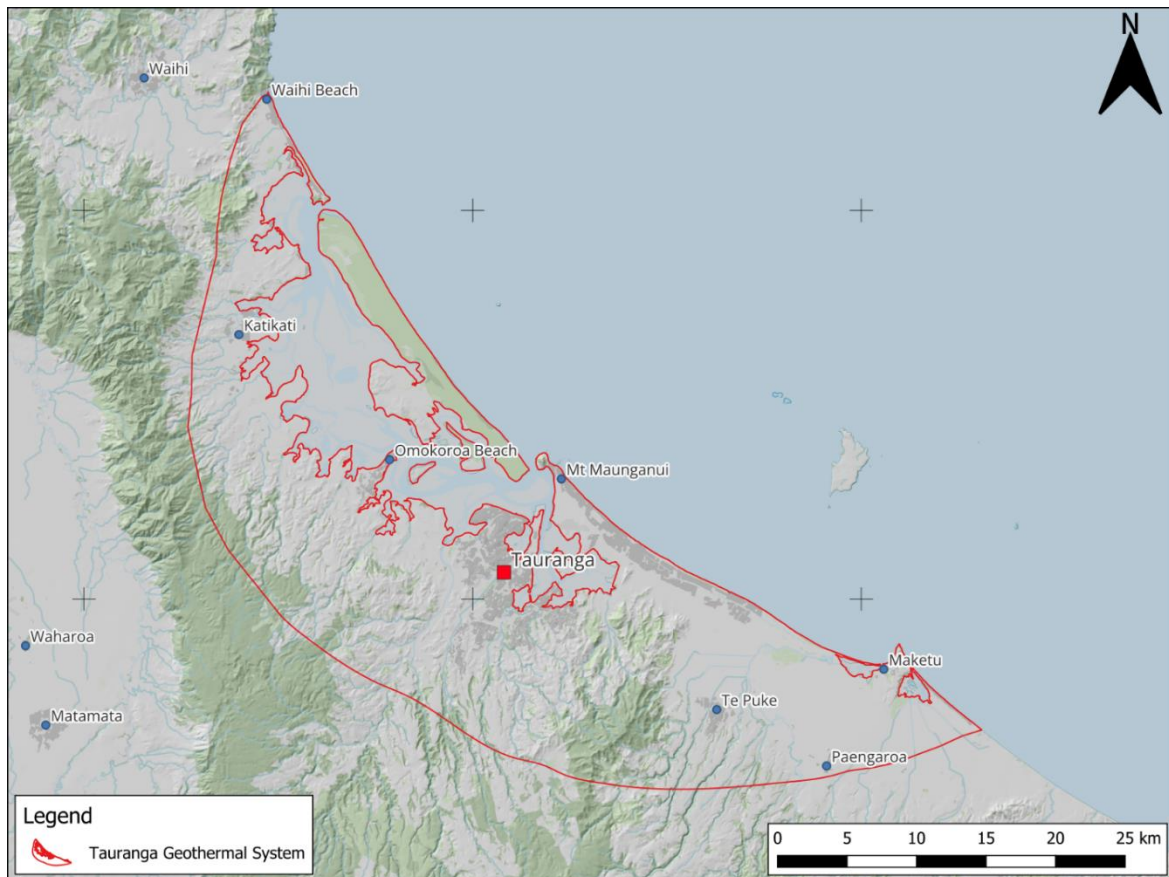 N
Waihi
Waihi Beach
Katikati
Omokoroa Beach
Mt Maunganui
Tauranga
Waharoa
Maketu
Matamata
Te Puke
Paengaroa
Legend
Tauranga Geothermal System
0 5 10 15 20 25 km